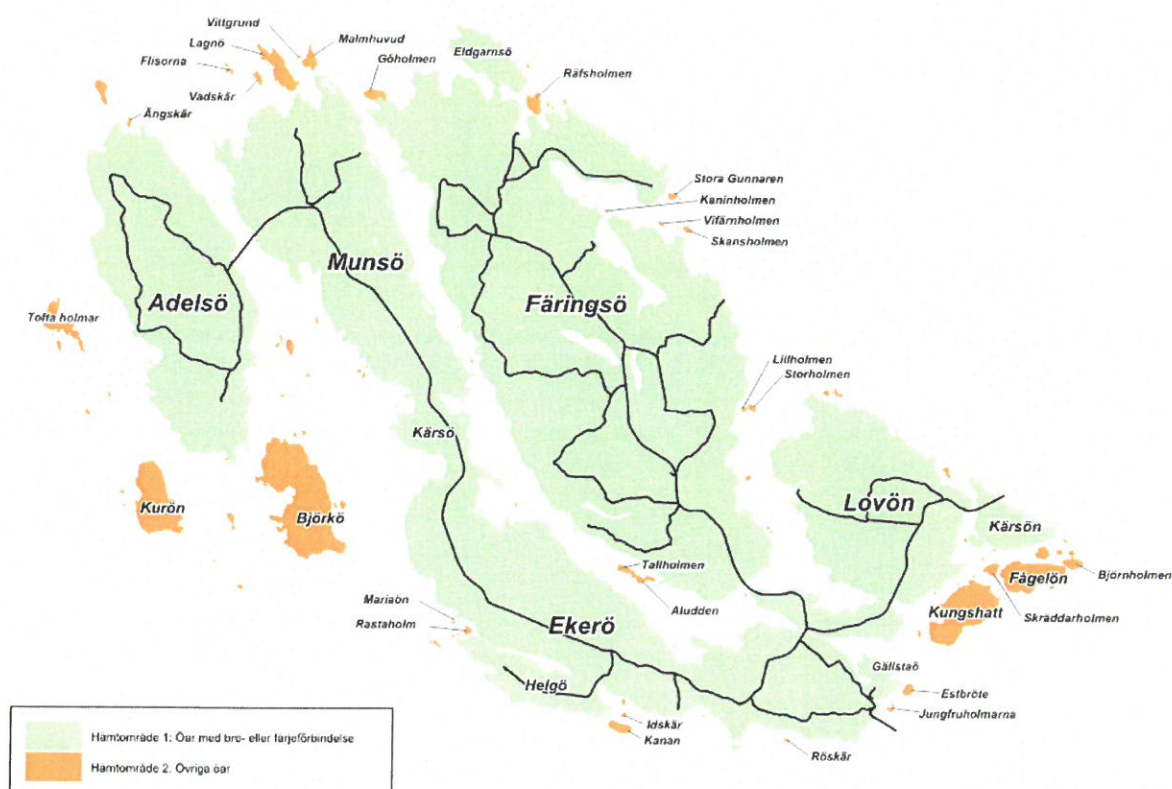 Vittgrund
Lagnö
Malmhuvud
Eldgarnsö
Flisorna
Góholmen
Räfsholmen
Vadskär
Ängskär
Stora Gunnaren
Kaninholmen
Vifärnholmen
Skansholmen
Munsö
Adelsö
Färingsö
Tofta holmar
Lillholmen
Storholmen
Kärsö
Lovön
Kurön
Björkö
Kärsön
Tallholmen
Björnholmen
Fågelön
Mariaön
Aludden
Kungshatt
Skräddarholmen
Rastaholm
Ekerö
Gällstaö
Helgö
Estbröte
Jungfruholmarna
Idskär
Kanan
Röskär
Hämtområde 1: Öar med bro- eller färjeförbindelse
Hämtområde 2. Övriga öar